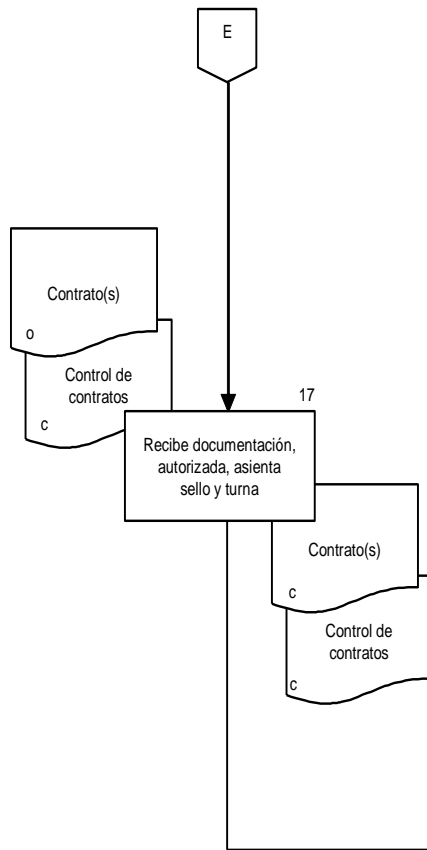 E
Contrato(s)
o
Control de
contratos
c
17
Recibe documentación,
autorizada, asienta
sello y turna
Contrato(s)
c
Control de
contratos
c